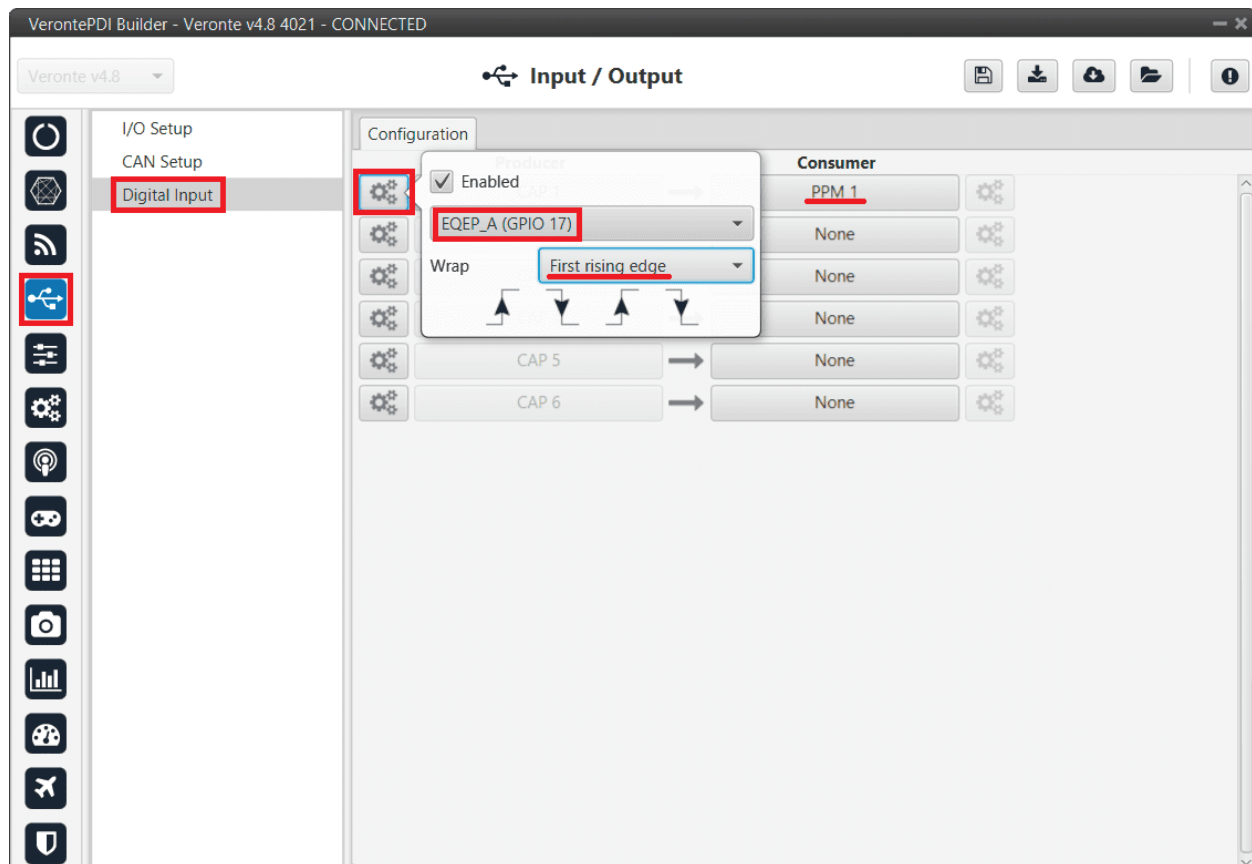 VerontePDI Builder - Veronte v4.8 4021 - CONNECTED
Veronte v4.8
Input / Output
I/O Setup
CAN Setup
Digital Input
Configuration
Producer
Consumer
Enabled
CAP 1
PPM 1
EQEP_A (GPIO 17)
None
Wrap
First rising edge
None
None
CAP 5
None
CAP 6
None